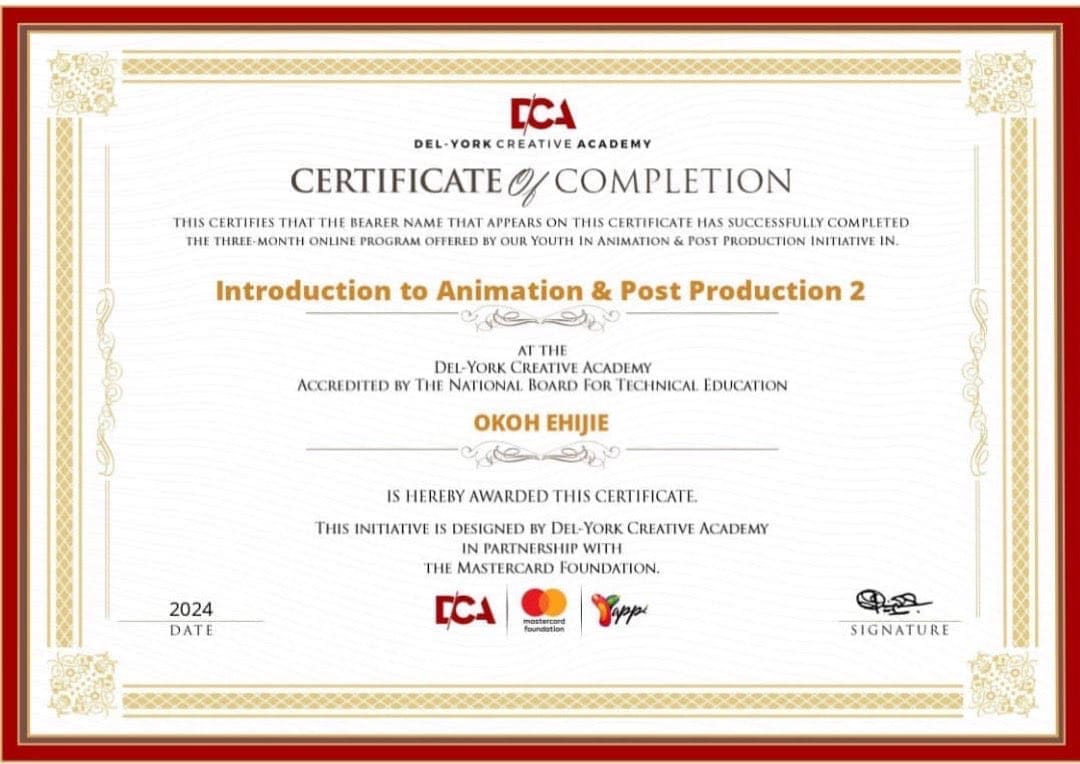 DCA
DEL-YORK CREATIVE ACADEMY
CERTIFICATE Of COMPLETION
THIS CERTIFIES THAT THE BEARER NAME THAT APPEARS ON THIS CERTIFICATE HAS SUCCESSFULLY COMPLETED
THE THREE-MONTH ONLINE PROGRAM OFFERED BY OUR YOUTH IN ANIMATION & POST PRODUCTION INITIATIVE IN.
Introduction to Animation & Post Production 2
AT THE
DEL-YORK CREATIVE ACADEMY
ACCREDITED BY THE NATIONAL BOARD FOR TECHNICAL EDUCATION
OKOH EHIJIE
IS HEREBY AWARDED THIS CERTIFICATE.
THIS INITIATIVE IS DESIGNED BY DEL-YORK CREATIVE ACADEMY
IN PARTNERSHIP WITH
THE MASTERCARD FOUNDATION.
DCA
mastercard
foundation
Yappi
2024
DATE
SIGNATURE